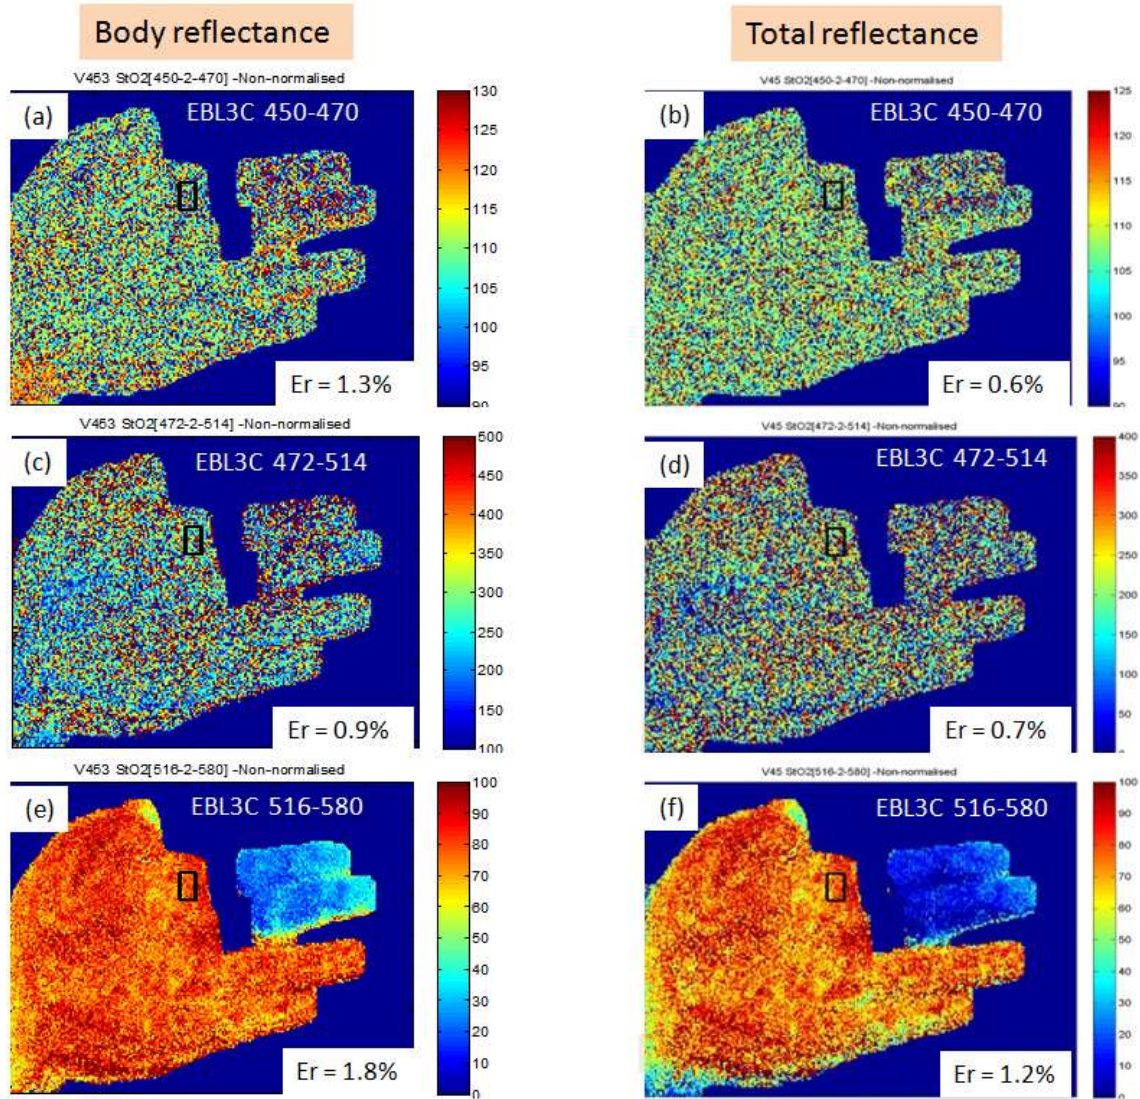 Body reflectance
Total reflectance
V453 StO2[450-2-470] -Non-normalised
V45 StO2[450-2-470] -Non-normalised
(a)
EBL3C 450-470
130
125
120
115
110
105
100
95
90
Er = 1.3%
(b)
EBL3C 450-470
125
120
115
110
105
100
95
90
Er = 0.6%
V453 StO2[472-2-514] -Non-normalised
V45 StO2[472-2-514] -Non-normalised
(c)
EBL3C 472-514
500
450
400
350
300
250
200
150
100
Er = 0.9%
(d)
EBL3C 472-514
400
350
300
250
200
150
100
50
0
Er = 0.7%
V453 StO2[516-2-580] -Non-normalised
V45 StO2[516-2-580] -Non-normalised
(e)
EBL3C 516-580
100
90
80
70
60
50
40
30
20
10
0
Er = 1.8%
(f)
EBL3C 516-580
100
90
80
70
60
50
40
30
20
10
0
Er = 1.2%